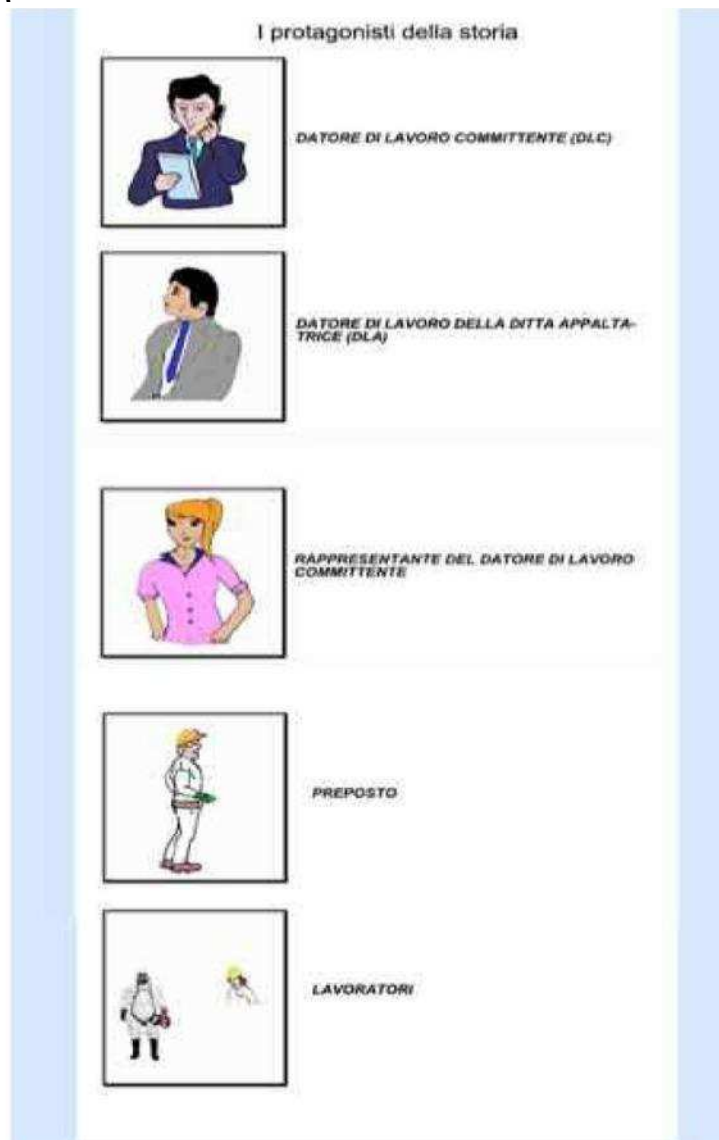 I protagonisti della storia
DATORE DI LAVORO COMMITTENTE (DLC)
DATORE DI LAVORO DELLA DITTA APPALTA-
TRICE (DLA)
RAPPRESENTANTE DEL DATORE DI LAVORO
COMMITTENTE
PREPOSTO
LAVORATORI